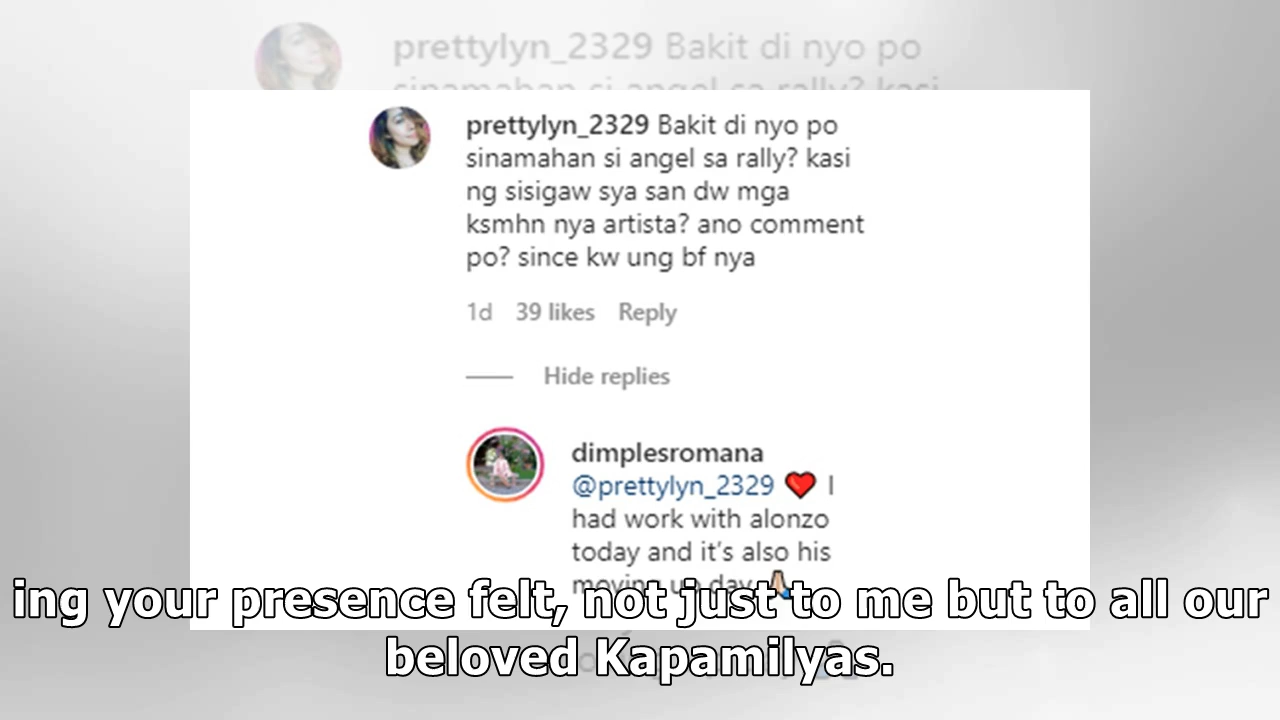 prettylyn_2329 Bakit di nyo po
sinamahan si angel sa rally? kasi
prettylyn_2329 Bakit di nyo po
sinamahan si angel sa rally? kasi
ng sisigaw sya san dw mga
ksmhn nya artista? ano comment
po? since kw ung bf nya
1d 39 likes Reply
Hide replies
dimplesromana
@prettylyn_2329 ❤️ I
had work with alonzo
today and it's also his
moving up day 🙏🏻
ing your presence felt, not just to me but to all our
beloved Kapamilyas.